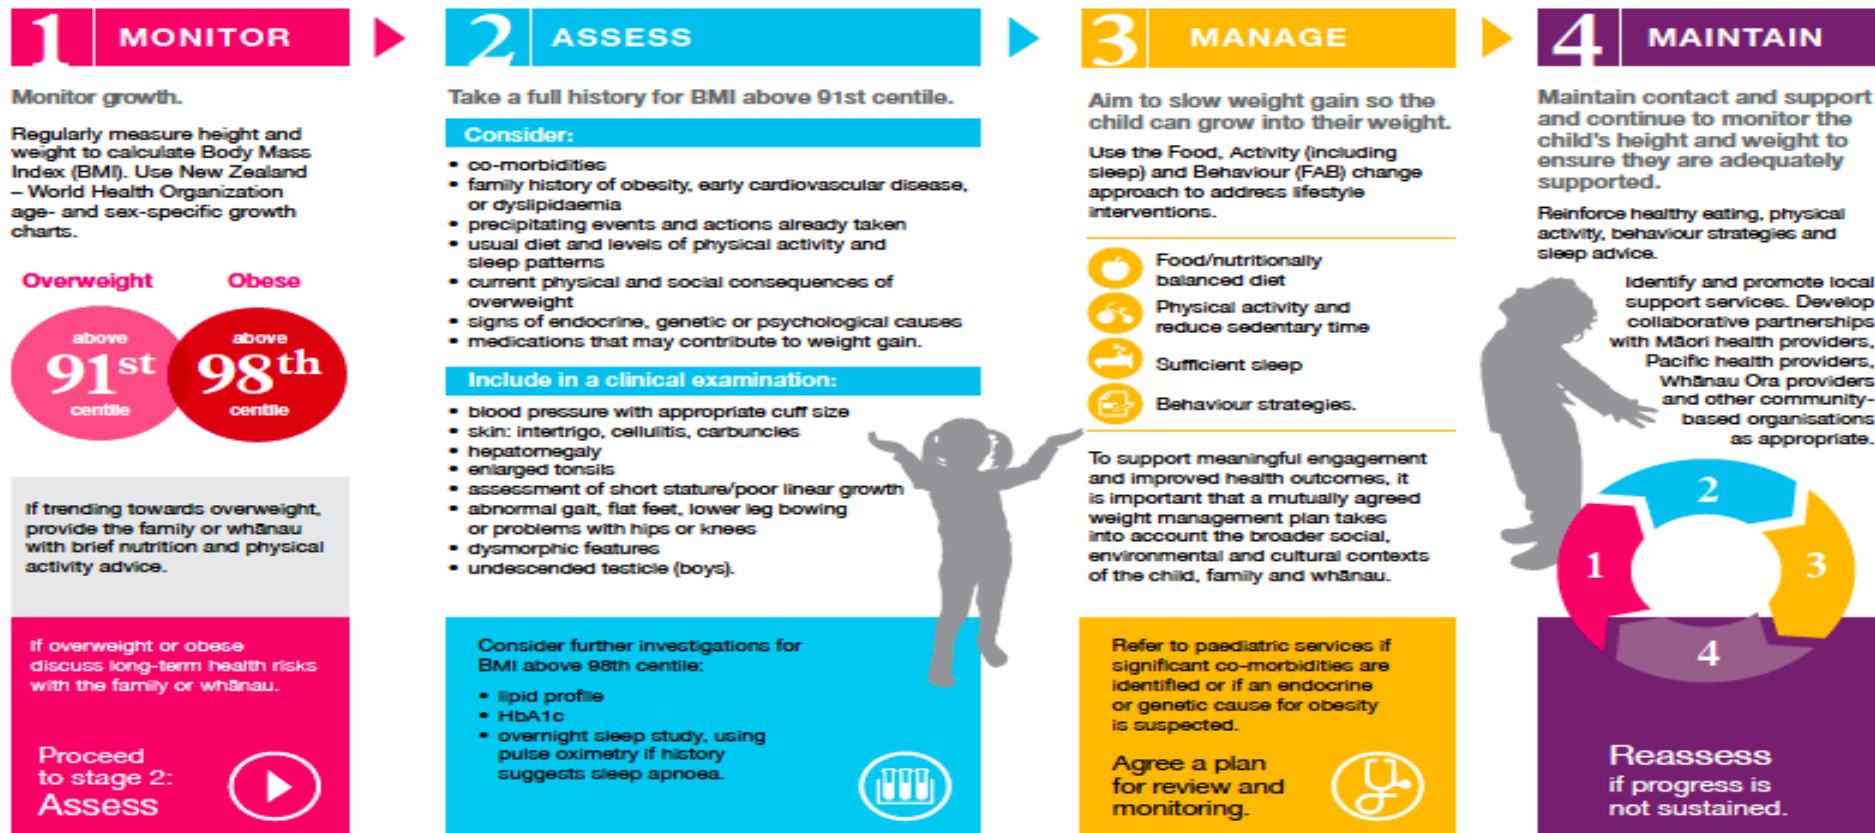 1 MONITOR
Monitor growth.
Regularly measure height and
weight to calculate Body Mass
Index (BMI). Use New Zealand
– World Health Organization
age- and sex-specific growth
charts.
Overweight
Obese
above
91st
centile
above
98th
centile
If trending towards overweight,
provide the family or whānau
with brief nutrition and physical
activity advice.
If overweight or obese
discuss long-term health risks
with the family or whānau.
Proceed
to stage 2:
Assess
2 ASSESS
Take a full history for BMI above 91st centile.
Consider:
• co-morbidities
• family history of obesity, early cardiovascular disease,
or dyslipidaemia
• precipitating events and actions already taken
• usual diet and levels of physical activity and
sleep patterns
• current physical and social consequences of
overweight
• signs of endocrine, genetic or psychological causes
• medications that may contribute to weight gain.
Include in a clinical examination:
• blood pressure with appropriate cuff size
• skin: intertrigo, cellulitis, carbuncles
• hepatomegaly
• enlarged tonsils
• assessment of short stature/poor linear growth
• abnormal gait, flat feet, lower leg bowing
or problems with hips or knees
• dysmorphic features
• undescended testicle (boys).
Consider further investigations for
BMI above 98th centile:
• lipid profile
• HbA1c
• overnight sleep study, using
pulse oximetry if history
suggests sleep apnoea.
3 MANAGE
Aim to slow weight gain so the
child can grow into their weight.
Use the Food, Activity (including
sleep) and Behaviour (FAB) change
approach to address lifestyle
interventions.
Food/nutritionally
balanced diet
Physical activity and
reduce sedentary time
Sufficient sleep
Behaviour strategies.
To support meaningful engagement
and improved health outcomes, it
is important that a mutually agreed
weight management plan takes
into account the broader social,
environmental and cultural contexts
of the child, family and whānau.
Refer to paediatric services if
significant co-morbidities are
identified or if an endocrine
or genetic cause for obesity
is suspected.
Agree a plan
for review and
monitoring.
4 MAINTAIN
Maintain contact and support
and continue to monitor the
child's height and weight to
ensure they are adequately
supported.
Reinforce healthy eating, physical
activity, behaviour strategies and
sleep advice.
Identify and promote local
support services. Develop
collaborative partnerships
with Māori health providers,
Pacific health providers,
Whānau Ora providers
and other community-
based organisations
as appropriate.
2
1
3
4
Reassess
if progress is
not sustained.